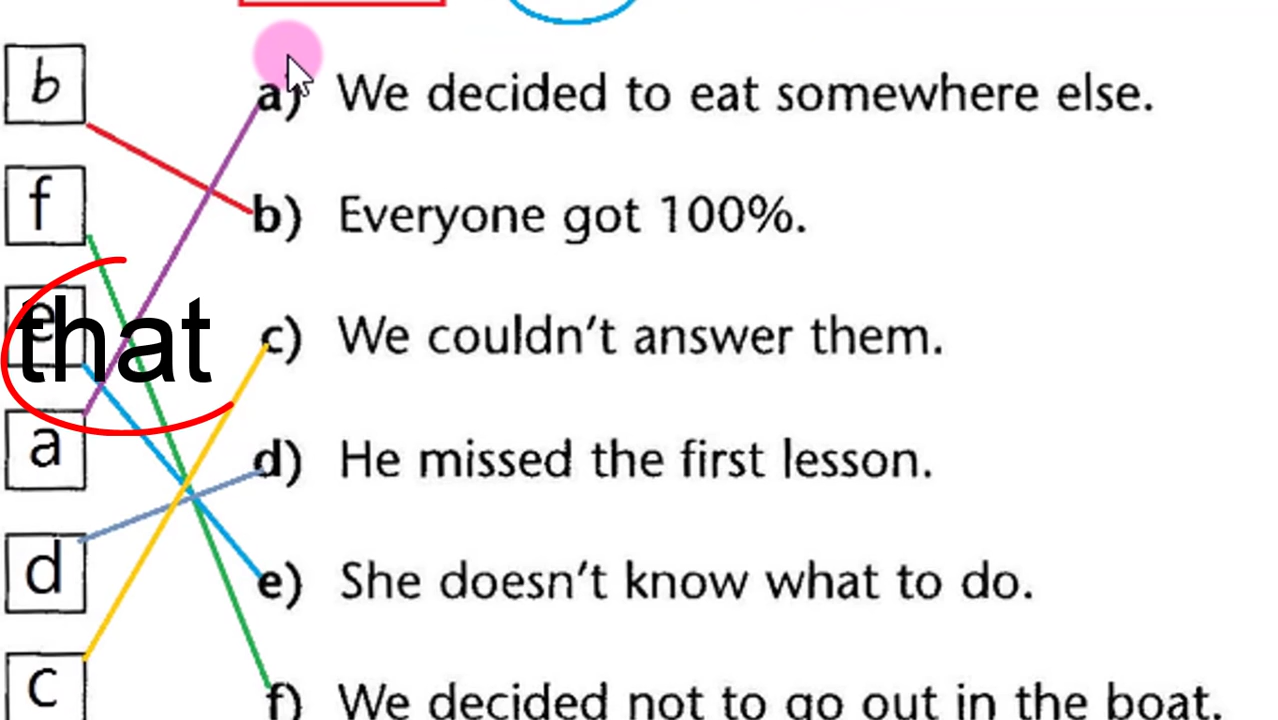 b a) We decided to eat somewhere else.
f b) Everyone got 100%.
e that c) We couldn't answer them.
a d) He missed the first lesson.
d e) She doesn't know what to do.
c f) We decided not to go out in the boat.